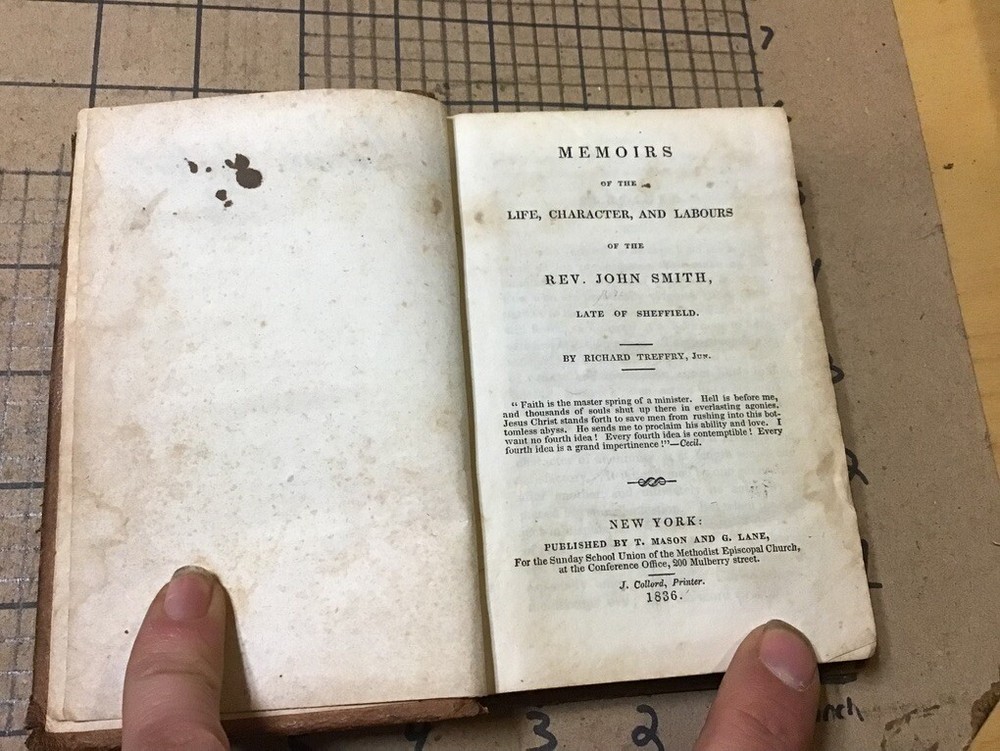 MEMOIRS
OF THE
LIFE, CHARACTER, AND LABOURS
OF THE
REV. JOHN SMITH,
LATE OF SHEFFIELD.
BY RICHARD TREFFRY, JUN.
“Faith is the master spring of a minister. Hell is before me,
and thousands of souls shut up there in everlasting agonies.
Jesus Christ stands forth to save men from rushing into this bot-
tomless abyss. He sends me to proclaim his ability and love. I
want no fourth idea! Every fourth idea is contemptible! Every
fourth idea is a grand impertinence!”—Cecil.
NEW YORK:
PUBLISHED BY T. MASON AND G. LANE,
For the Sunday School Union of the Methodist Episcopal Church,
at the Conference Office, 200 Mulberry street.
J. Collord, Printer.
1836.
7
4
3
2